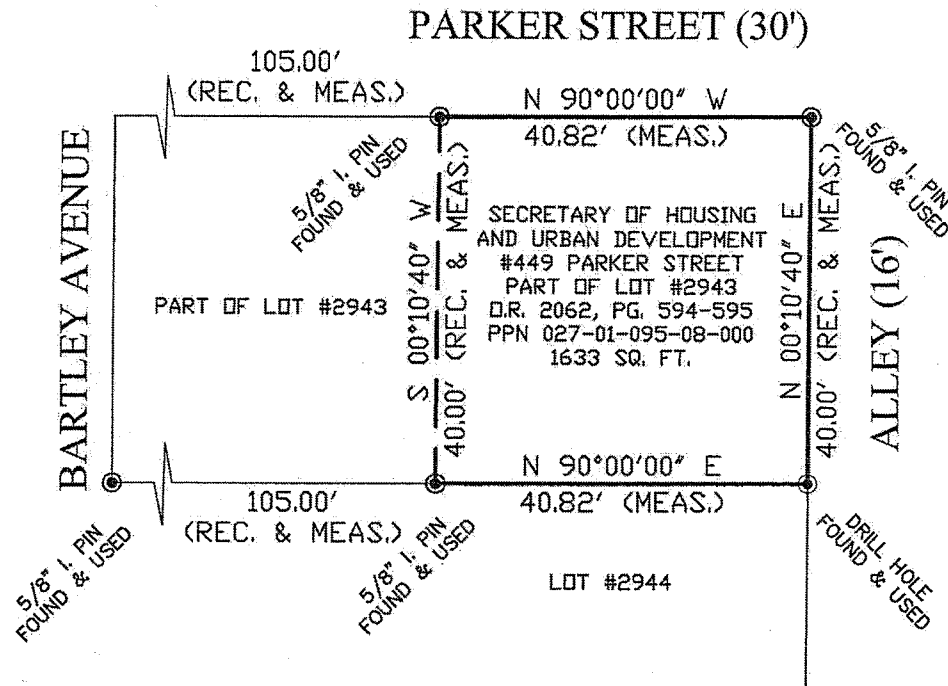 PARKER STREET (30')
105.00'
(REC. & MEAS.)
N 90°00'00" W
40.82' (MEAS.)
5/8" I. PIN
FOUND & USED
5/8" I. PIN
FOUND & USED
BARTLEY AVENUE
PART OF LOT #2943
S 00°10'40" W
40.00' (REC. & MEAS.)
SECRETARY OF HOUSING
AND URBAN DEVELOPMENT
#449 PARKER STREET
PART OF LOT #2943
O.R. 2062, PG. 594-595
PPN 027-01-095-08-000
1633 SQ. FT.
N 00°10'40" E
40.00' (REC. & MEAS.)
ALLEY (16')
N 90°00'00" E
40.82' (MEAS.)
105.00'
(REC. & MEAS.)
5/8" I. PIN
FOUND & USED
5/8" I. PIN
FOUND & USED
DRILL HOLE
FOUND & USED
LOT #2944